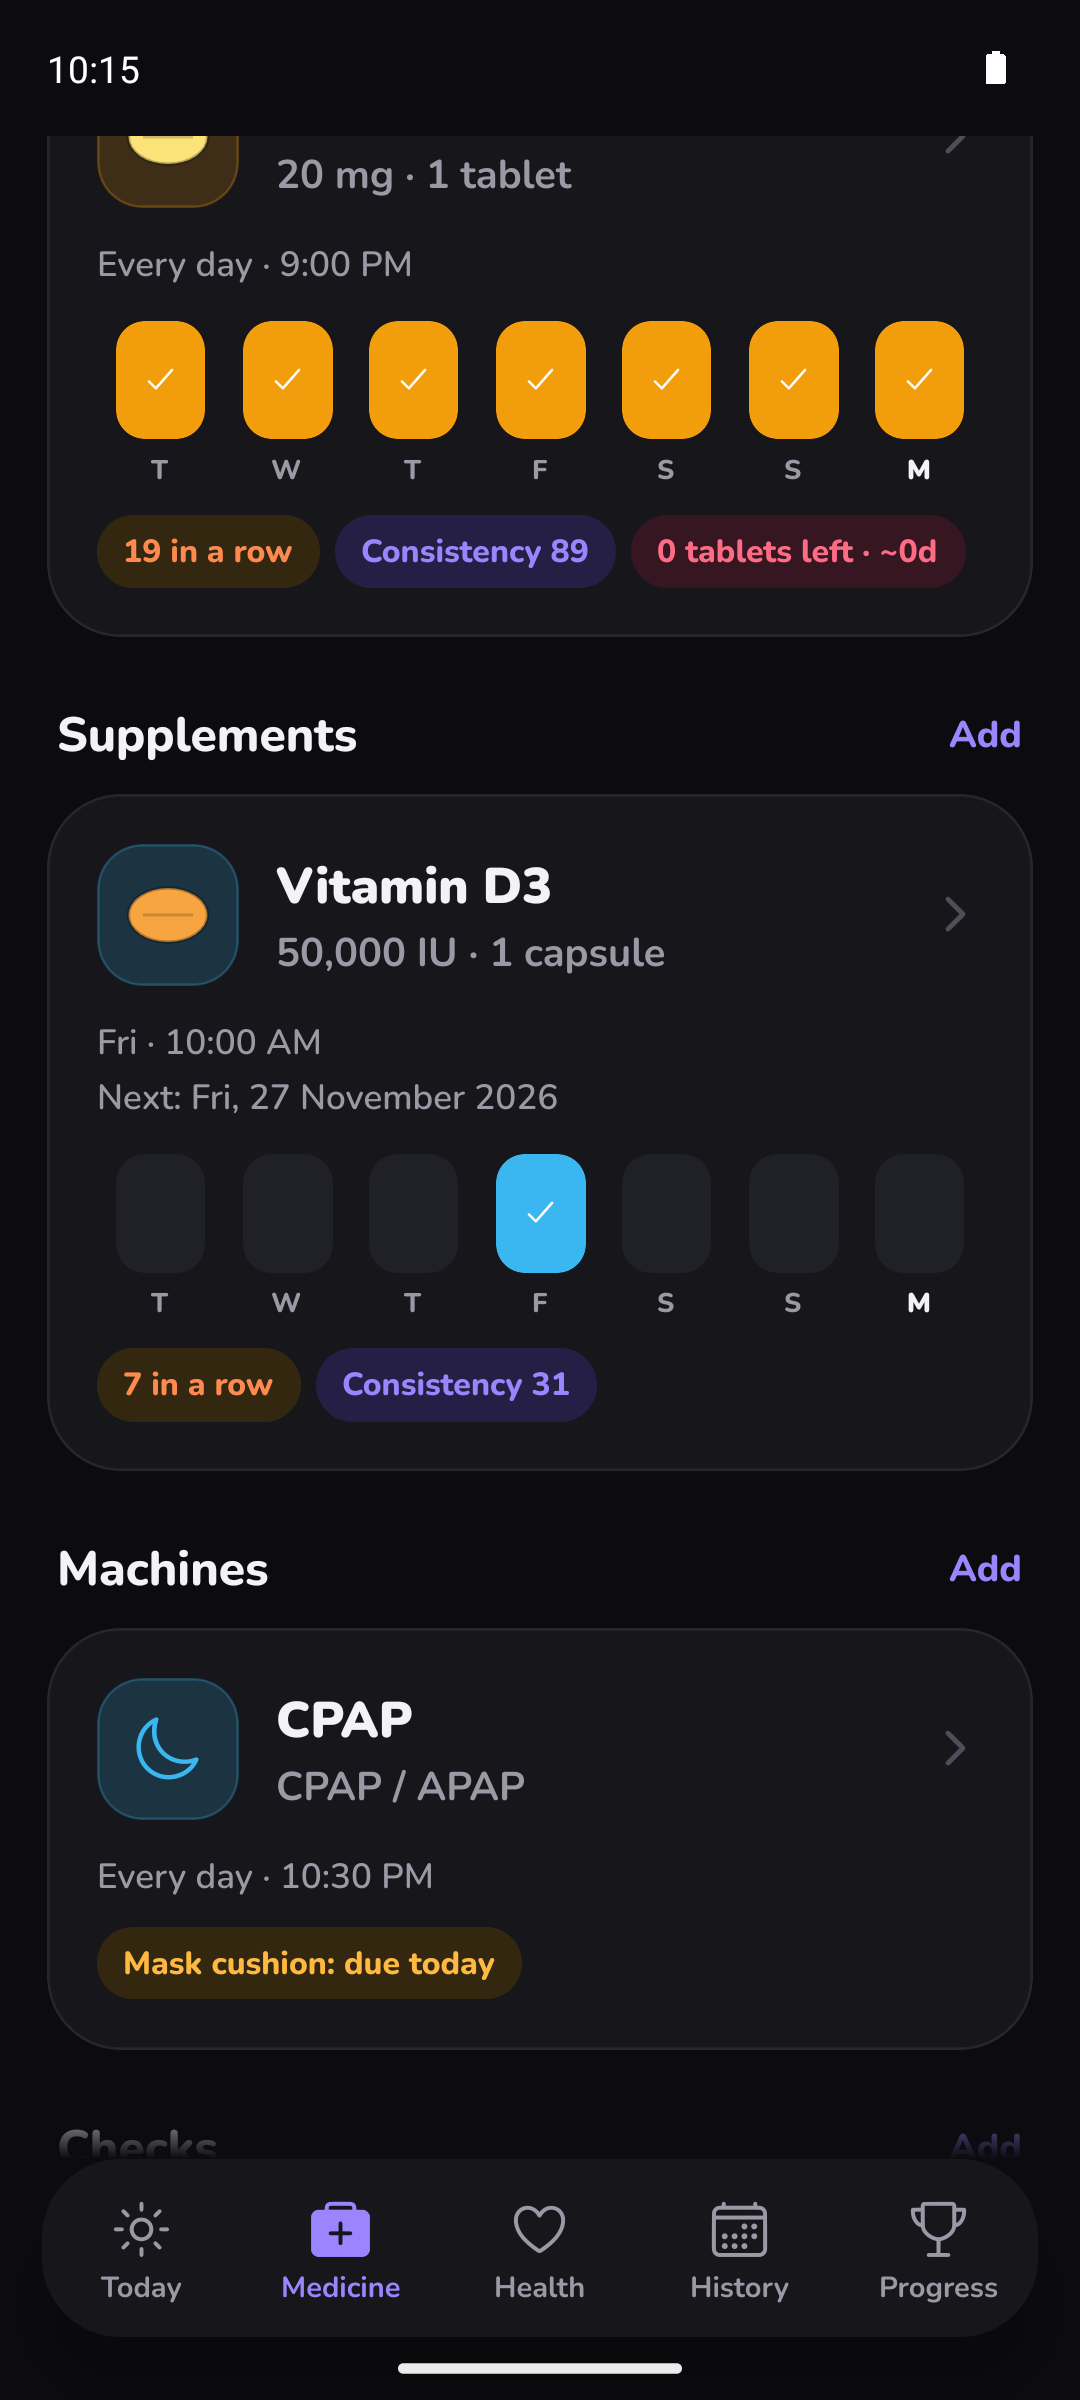 10:15
20 mg · 1 tablet
Every day · 9:00 PM
T W T F S S M
19 in a row Consistency 89 0 tablets left · ~0d
Supplements Add
Vitamin D3
50,000 IU · 1 capsule
Fri · 10:00 AM
Next: Fri, 27 November 2026
T W T F S S M
7 in a row Consistency 31
Machines Add
CPAP
CPAP / APAP
Every day · 10:30 PM
Mask cushion: due today
Checks Add
Today Medicine Health History Progress